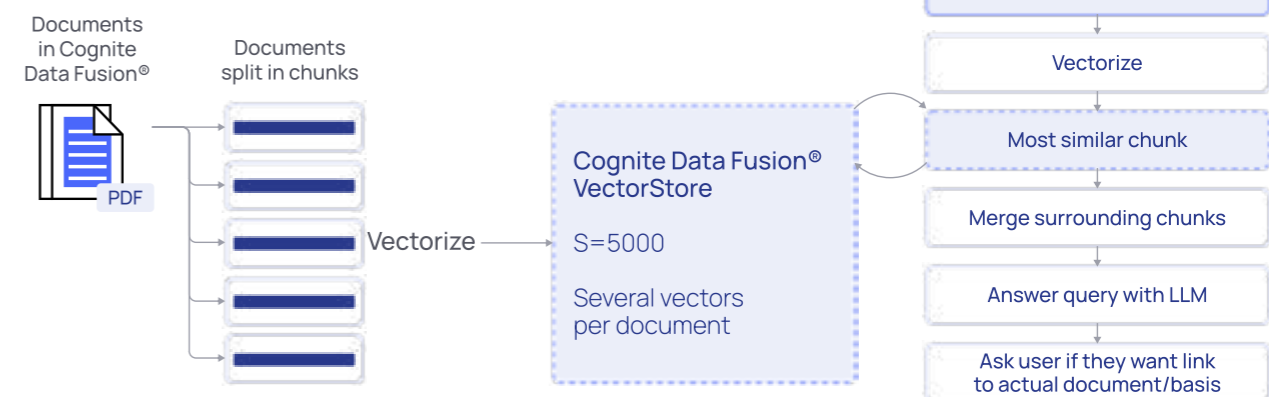 Documents
in Cognite
Data Fusion®
PDF
Documents
split in chunks
Vectorize
Cognite Data Fusion®
VectorStore
S=5000
Several vectors
per document
Vectorize
Most similar chunk
Merge surrounding chunks
Answer query with LLM
Ask user if they want link
to actual document/basis